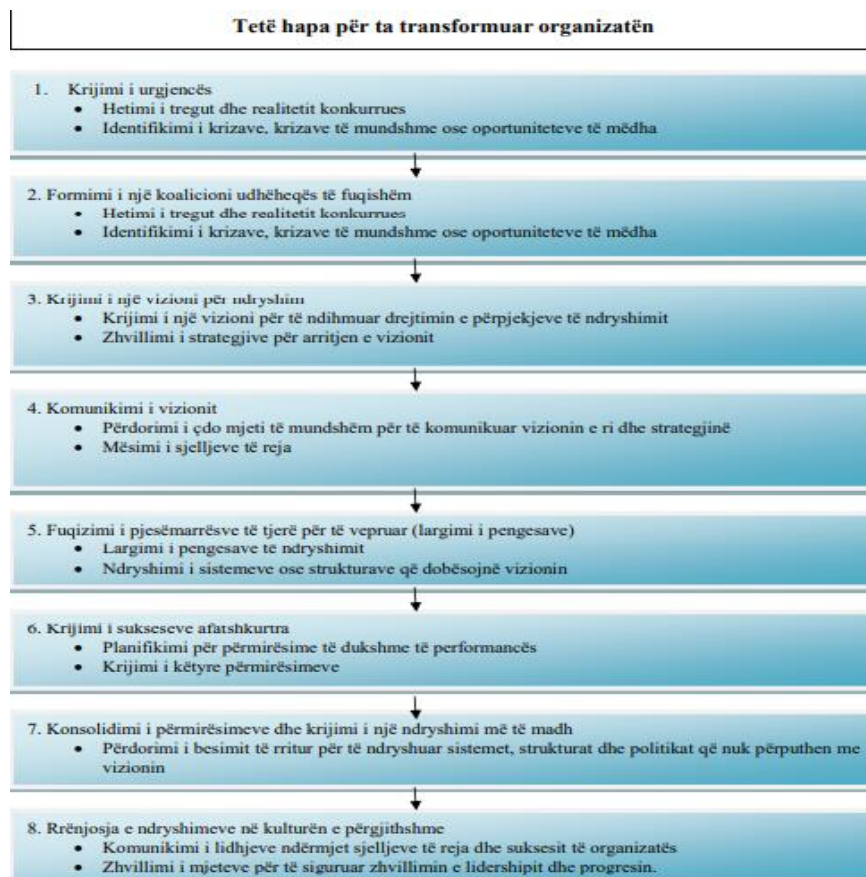 Tetë hapa për ta transformuar organizatën
1. Krijimi i urgjencës
• Hetimi i tregut dhe realitetit konkurrues
• Identifikimi i krizave, krizave të mundshme ose oportuniteteve të mëdha
2. Formimi i një koalicioni udhëheqës të fuqishëm
• Hetimi i tregut dhe realitetit konkurrues
• Identifikimi i krizave, krizave të mundshme ose oportuniteteve të mëdha
3. Krijimi i një vizioni për ndryshim
• Krijimi i një vizioni për të ndihmuar drejtimin e përpjekjeve të ndryshimit
• Zhvillimi i strategjive për arritjen e vizionit
4. Komunikimi i vizionit
• Përdorimi i çdo mjeti të mundshëm për të komunikuar vizionin e ri dhe strategjinë
• Mësimi i sjelljeve të reja
5. Fuqizimi i pjesëmarrësve të tjerë për të vepruar (largimi i pengesave)
• Largimi i pengesave të ndryshimit
• Ndryshimi i sistemeve ose strukturave që dobësojnë vizionin
6. Krijimi i sukseseve afatshkurtra
• Planifikimi për përmirësime të dukshme të performancës
• Krijimi i këtyre përmirësimeve
7. Konsolidimi i përmirësimeve dhe krijimi i një ndryshimi më të madh
• Përdorimi i besimit të rritur për të ndryshuar sistemet, strukturat dhe politikat që nuk përputhen me
vizionin
8. Rrënjosja e ndryshimeve në kulturën e përgjithshme
• Komunikimi i lidhjeve ndërmjet sjelljeve të reja dhe suksesit të organizatës
• Zhvillimi i mjeteve për të siguruar zhvillimin e lidershipit dhe progresin.